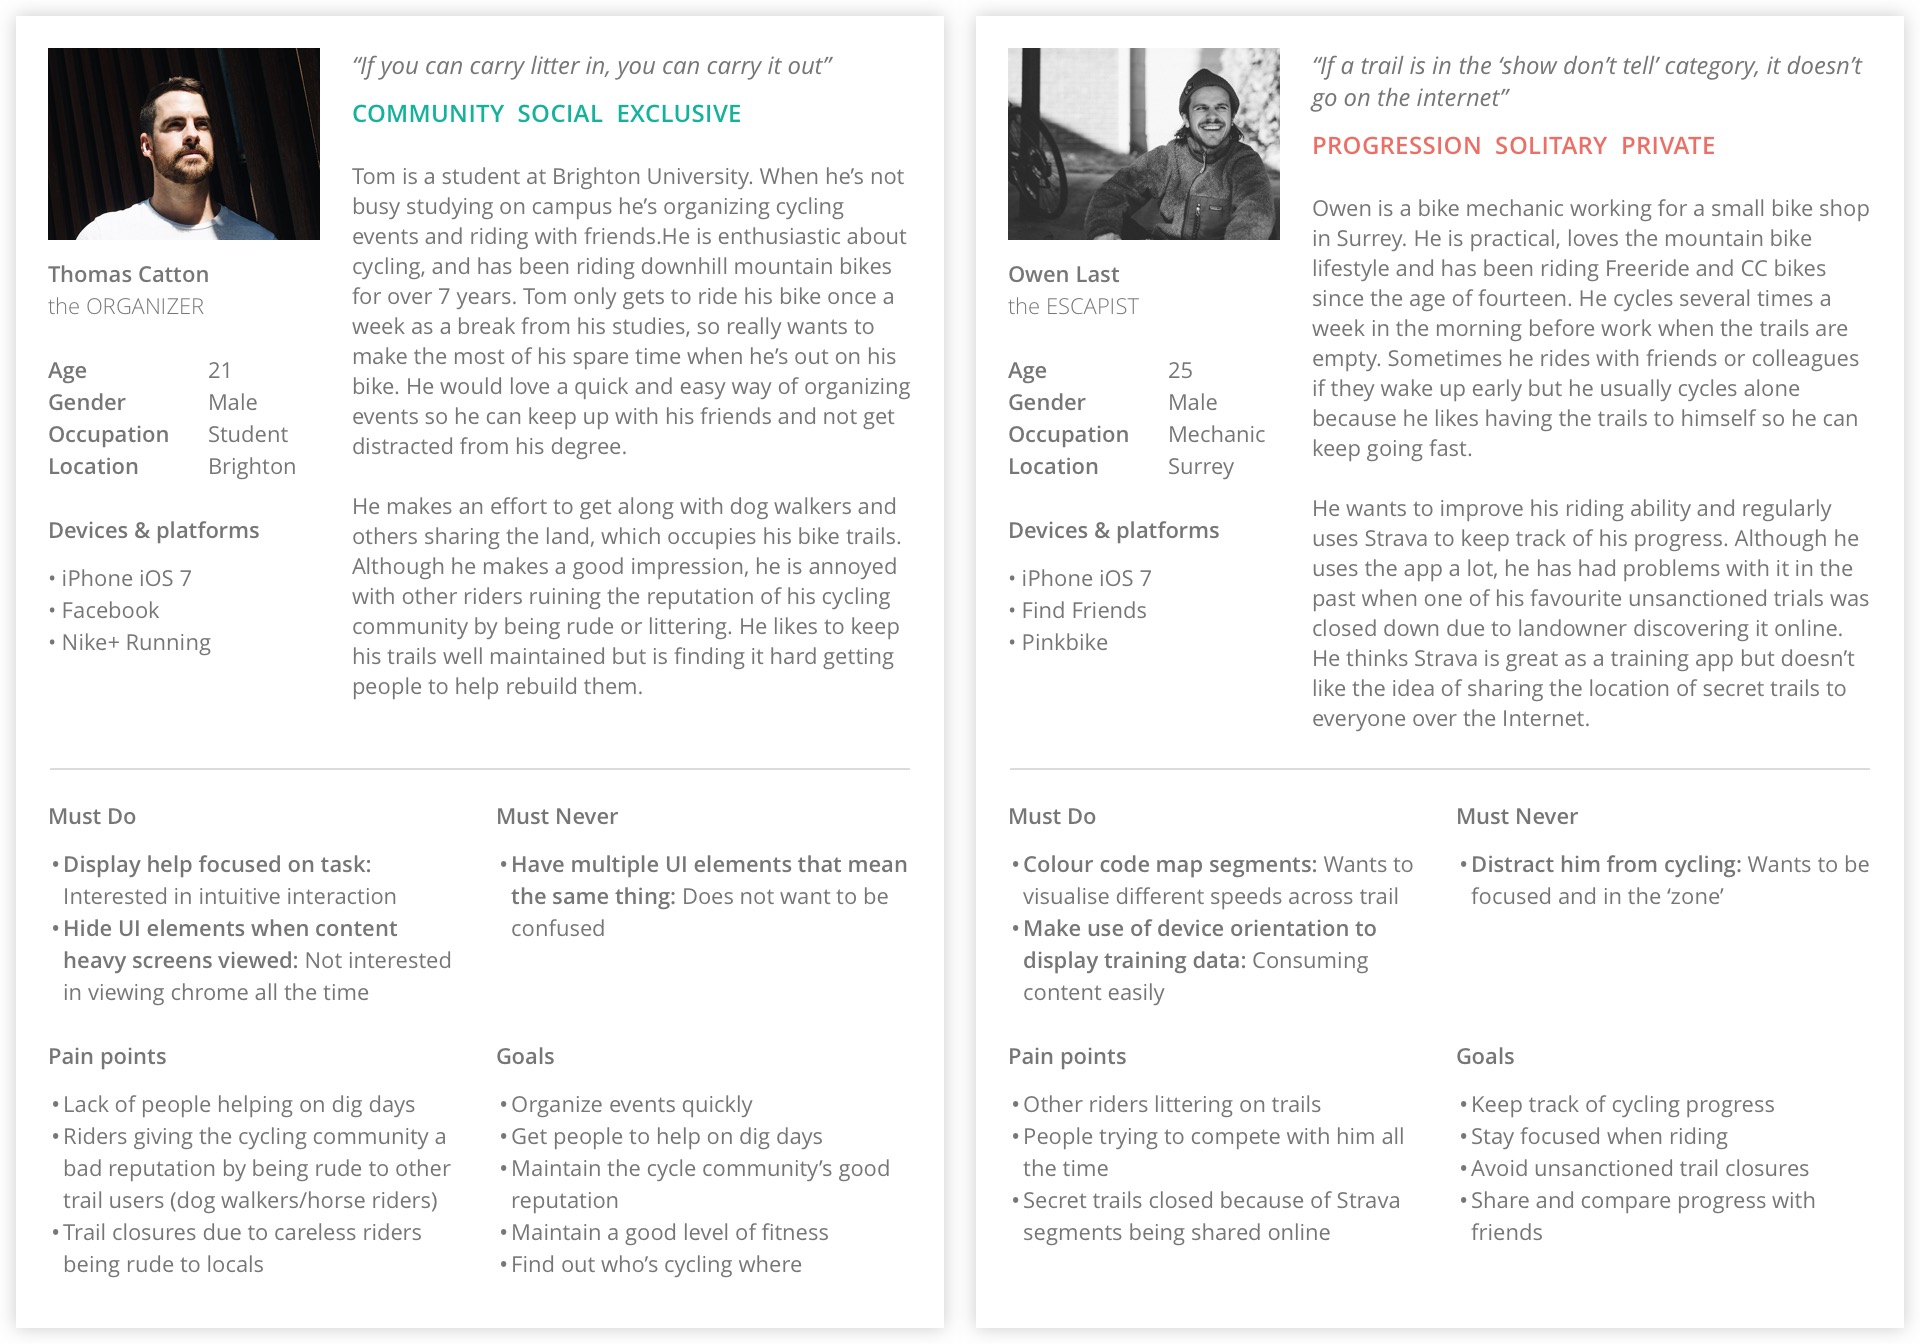 “If you can carry litter in, you can carry it out”
COMMUNITY SOCIAL EXCLUSIVE
Tom is a student at Brighton University. When he’s not
busy studying on campus he’s organizing cycling
events and riding with friends.He is enthusiastic about
cycling, and has been riding downhill mountain bikes
for over 7 years. Tom only gets to ride his bike once a
week as a break from his studies, so really wants to
make the most of his spare time when he’s out on his
bike. He would love a quick and easy way of organizing
events so he can keep up with his friends and not get
distracted from his degree.
He makes an effort to get along with dog walkers and
others sharing the land, which occupies his bike trails.
Although he makes a good impression, he is annoyed
with other riders ruining the reputation of his cycling
community by being rude or littering. He likes to keep
his trails well maintained but is finding it hard getting
people to help rebuild them.
Thomas Catton
the ORGANIZER
Age 21
Gender Male
Occupation Student
Location Brighton
Devices & platforms
• iPhone iOS 7
• Facebook
• Nike+ Running
Must Do
• Display help focused on task:
Interested in intuitive interaction
• Hide UI elements when content
heavy screens viewed: Not interested
in viewing chrome all the time
Must Never
• Have multiple UI elements that mean
the same thing: Does not want to be
confused
Pain points
• Lack of people helping on dig days
• Riders giving the cycling community a
bad reputation by being rude to other
trail users (dog walkers/horse riders)
• Trail closures due to careless riders
being rude to locals
Goals
• Organize events quickly
• Get people to help on dig days
• Maintain the cycle community’s good
reputation
• Maintain a good level of fitness
• Find out who’s cycling where
“If a trail is in the ‘show don’t tell’ category, it doesn’t
go on the internet”
PROGRESSION SOLITARY PRIVATE
Owen is a bike mechanic working for a small bike shop
in Surrey. He is practical, loves the mountain bike
lifestyle and has been riding Freeride and CC bikes
since the age of fourteen. He cycles several times a
week in the morning before work when the trails are
empty. Sometimes he rides with friends or colleagues
if they wake up early but he usually cycles alone
because he likes having the trails to himself so he can
keep going fast.
He wants to improve his riding ability and regularly
uses Strava to keep track of his progress. Although he
uses the app a lot, he has had problems with it in the
past when one of his favourite unsanctioned trials was
closed down due to landowner discovering it online.
He thinks Strava is great as a training app but doesn’t
like the idea of sharing the location of secret trails to
everyone over the Internet.
Owen Last
the ESCAPIST
Age 25
Gender Male
Occupation Mechanic
Location Surrey
Devices & platforms
• iPhone iOS 7
• Find Friends
• Pinkbike
Must Do
• Colour code map segments: Wants to
visualise different speeds across trail
• Make use of device orientation to
display training data: Consuming
content easily
Must Never
• Distract him from cycling: Wants to be
focused and in the ‘zone’
Pain points
• Other riders littering on trails
• People trying to compete with him all
the time
• Secret trails closed because of Strava
segments being shared online
Goals
• Keep track of cycling progress
• Stay focused when riding
• Avoid unsanctioned trail closures
• Share and compare progress with
friends